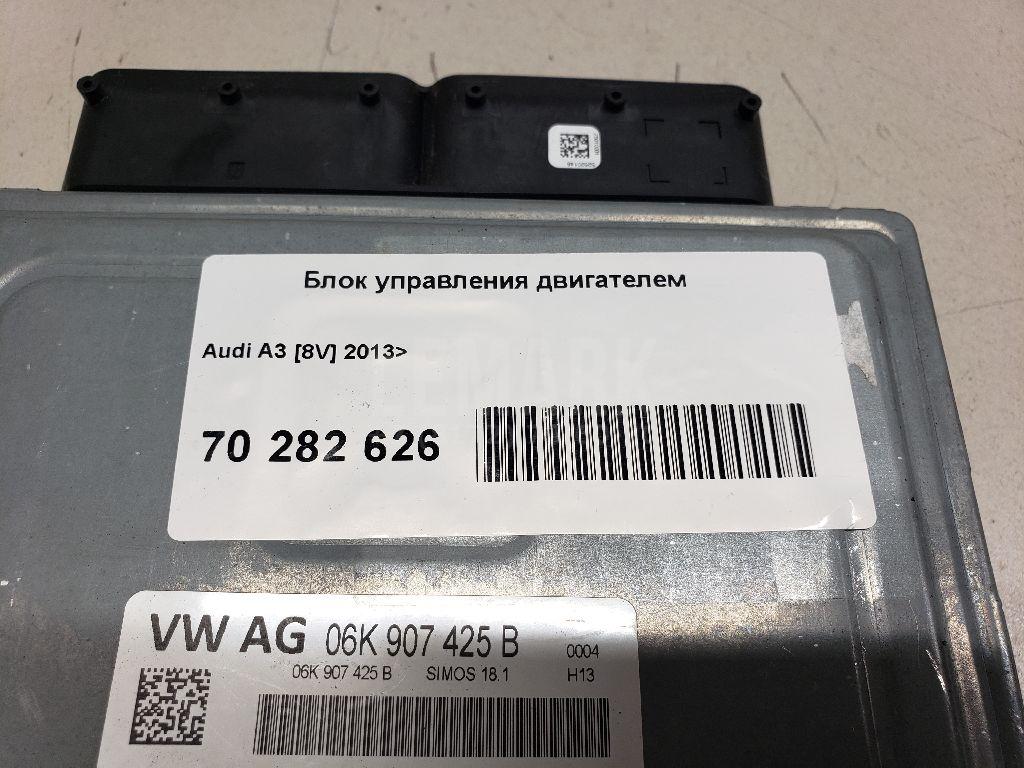 Блок управления двигателем
Audi A3 [8V] 2013>
LEMARK
70 282 626
VW AG 06K 907 425 B 0004
06K 907 425 B SIMOS 18.1 H13